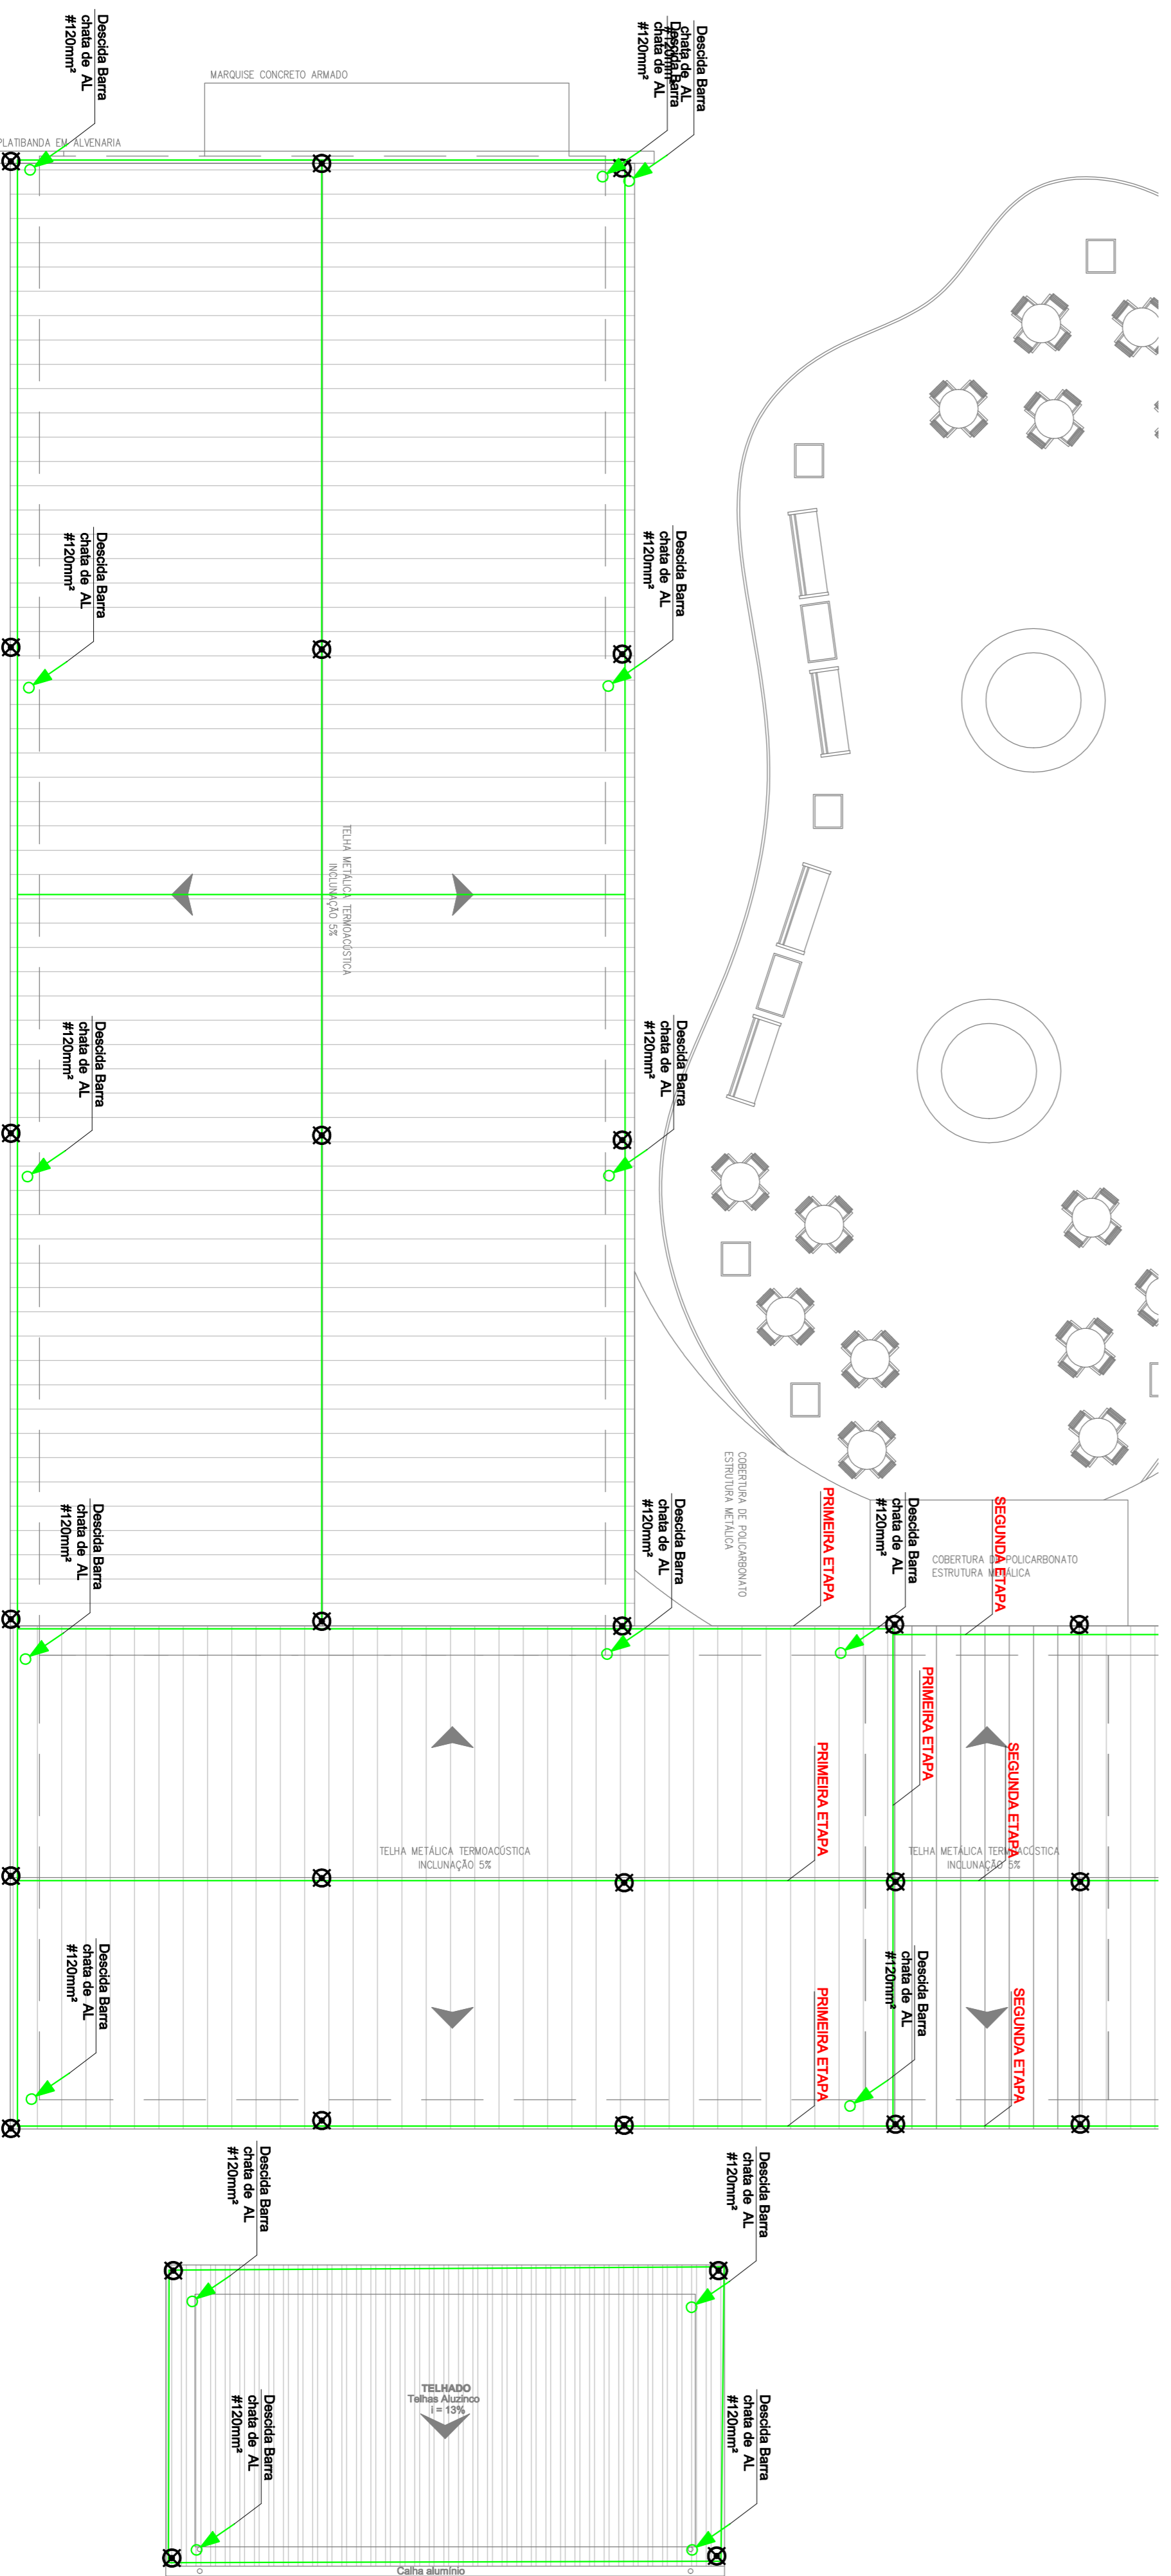 Descida Barra
chata de  AL
#120mm²
Descida Barra
chata de  AL
#120mm²
Descida Barra
chata de  AL
#120mm²
MARQUISE CONCRETO ARMADO
PLATIBANDA EM ALVENARIA
Descida Barra
chata de  AL
#120mm²
Descida Barra
chata de  AL
#120mm²
TELHA METÁLICA TERMOACÚSTICA
INCLUNAÇÃO 5%
Descida Barra
chata de  AL
#120mm²
Descida Barra
chata de  AL
#120mm²
COBERTURA DE POLICARBONATO
ESTRUTURA METÁLICA
Descida Barra
chata de  AL
#120mm²
Descida Barra
chata de  AL
#120mm²
PRIMEIRA ETAPA
Descida Barra
chata de  AL
#120mm²
SEGUNDA ETAPA
COBERTURA DE POLICARBONATO
ESTRUTURA METÁLICA
PRIMEIRA ETAPA
PRIMEIRA ETAPA
SEGUNDA ETAPA
TELHA METÁLICA TERMOACÚSTICA
INCLUNAÇÃO 5%
TELHA METÁLICA TERMOACÚSTICA
INCLUNAÇÃO 5%
Descida Barra
chata de  AL
#120mm²
Descida Barra
chata de  AL
#120mm²
PRIMEIRA ETAPA
SEGUNDA ETAPA
Descida Barra
chata de  AL
#120mm²
Descida Barra
chata de  AL
#120mm²
TELHADO
Telhas Aluzinco
i = 13%
Descida Barra
chata de  AL
#120mm²
Descida Barra
chata de  AL
#120mm²
Calha alumínio